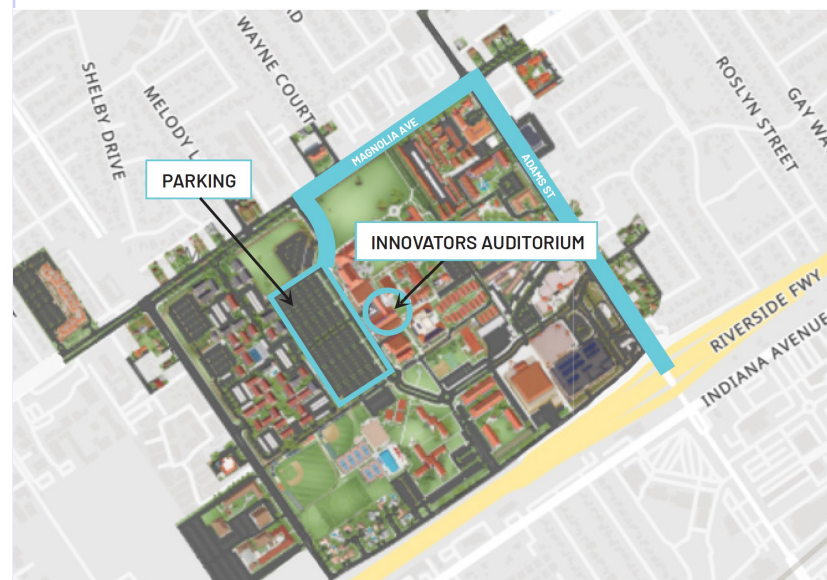 WAYNE COURT
SHELBY DRIVE
MELODY L
ROSLYN STREET
GAY WA
MAGNOLIA AVE
ADAMS ST
PARKING
INNOVATORS AUDITORIUM
RIVERSIDE FWY
INDIANA AVENUE